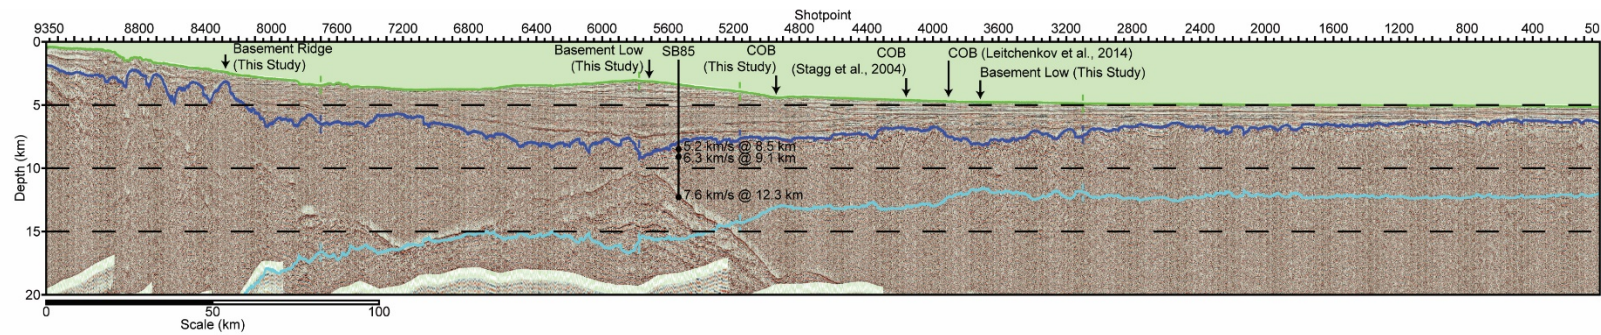 Shotpoint
9350 8800 8400 8000 7600 7200 6800 6400 6000 5600 5200 4800 4400 4000 3600 3200 2800 2400 2000 1600 1200 800 400 50
Basement Ridge
(This Study)
Basement Low
(This Study)
SB85
COB
(This Study)
COB
(Stagg et al., 2004)
COB (Leitchenkov et al., 2014)
Basement Low (This Study)
Depth (km)
0
5
10
15
20
5.2 km/s @ 8.5 km
6.3 km/s @ 9.1 km
7.6 km/s @ 12.3 km
0 50 100
Scale (km)